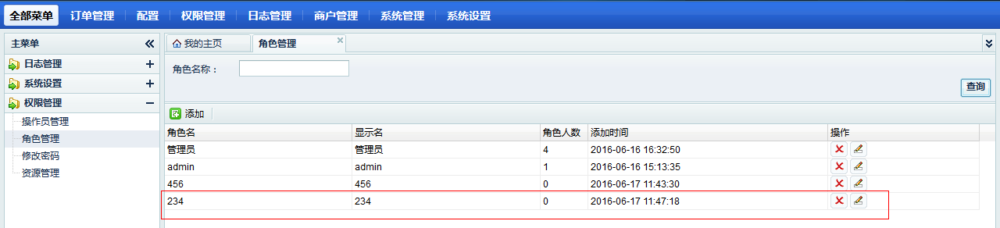 全部菜单 订单管理 配置 权限管理 日志管理 商户管理 系统管理 系统设置
主菜单
日志管理
系统设置
权限管理
操作员管理
角色管理
修改密码
资源管理
我的主页 角色管理
角色名称：
查询
添加
角色名 显示名 角色人数 添加时间 操作
管理员 管理员 4 2016-06-16 16:32:50
admin admin 1 2016-06-16 15:13:35
456 456 0 2016-06-17 11:43:30
234 234 0 2016-06-17 11:47:18